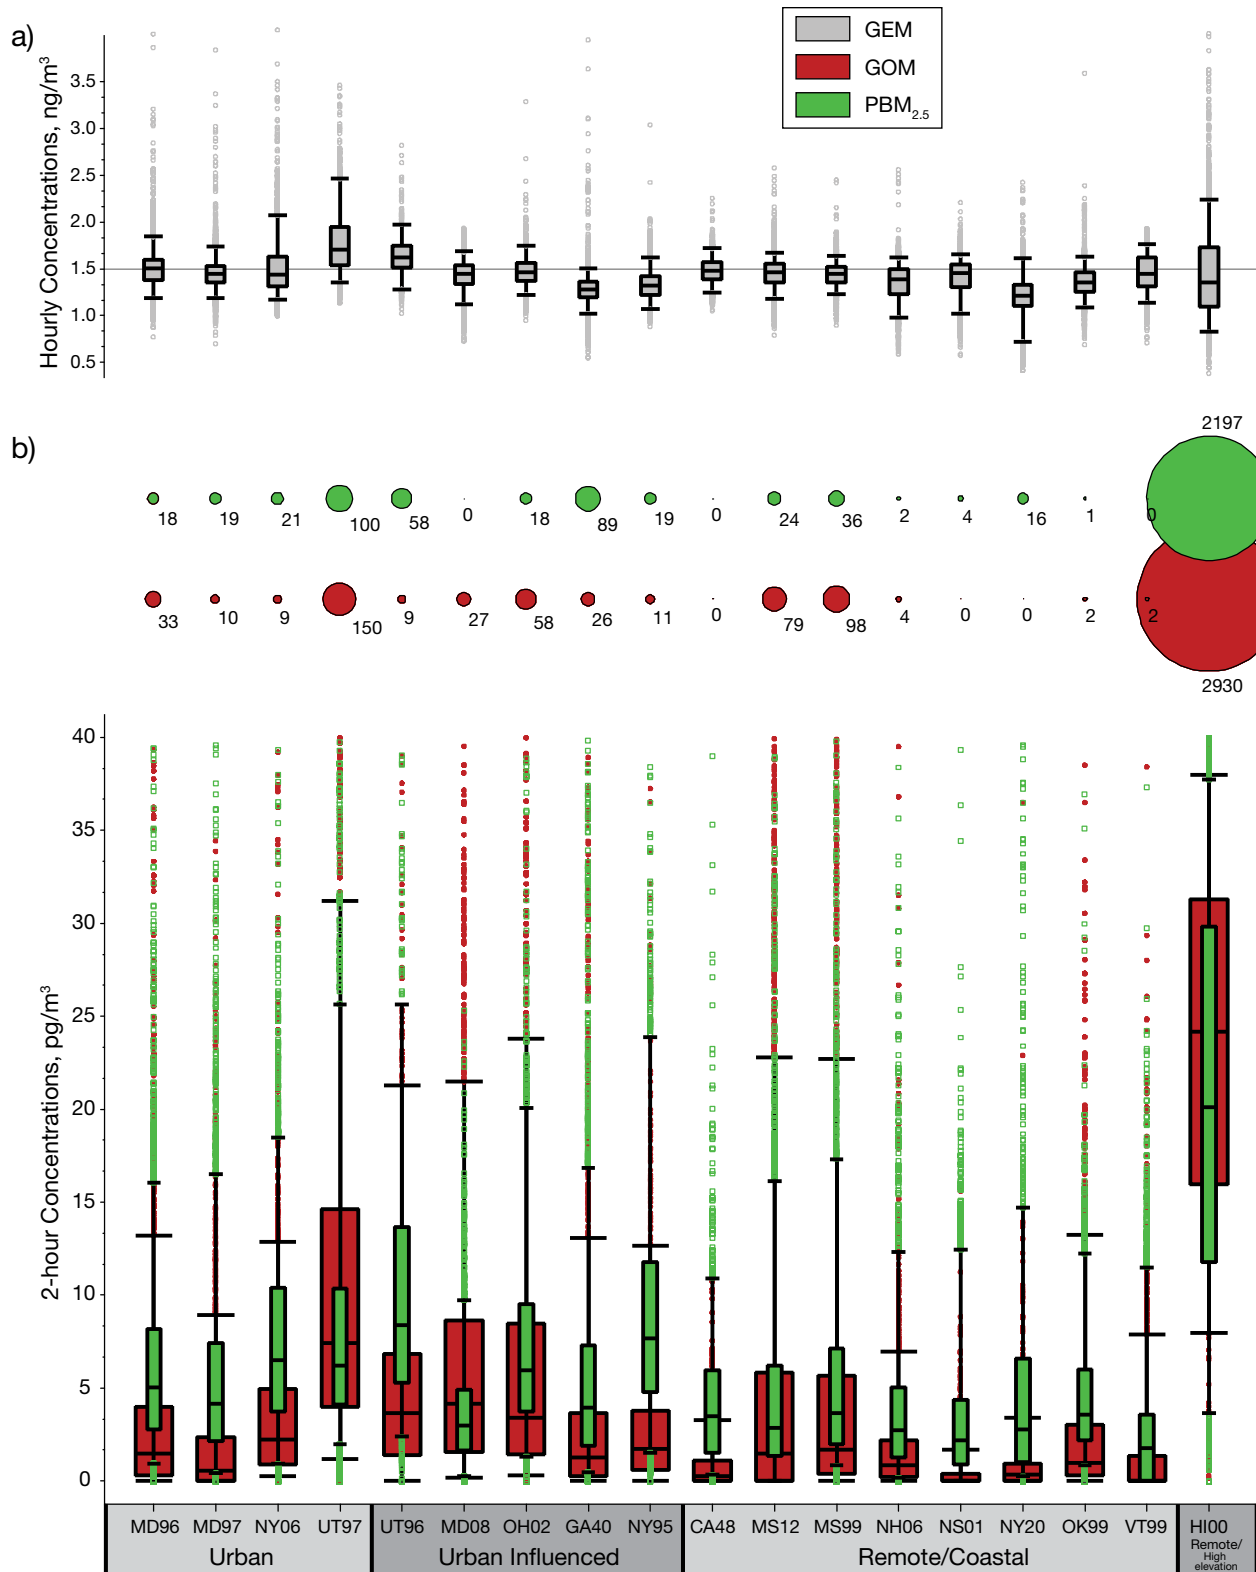 a)
GEM
GOM
PBM2.5
Hourly Concentrations, ng/m³
3.5
3.0
2.5
2.0
1.5
1.0
0.5
b)
2197
18 19 21 100 58 0 18 89 19 0 24 36 2 4 16 1 0
33 10 9 150 9 27 58 26 11 0 79 98 4 0 0 2 2
2930
2-hour Concentrations, pg/m³
40
35
30
25
20
15
10
5
0
MD96 MD97 NY06 UT97 UT96 MD08 OH02 GA40 NY95 CA48 MS12 MS99 NH06 NS01 NY20 OK99 VT99 HI00
Urban Urban Influenced Remote/Coastal Remote/
High
elevation